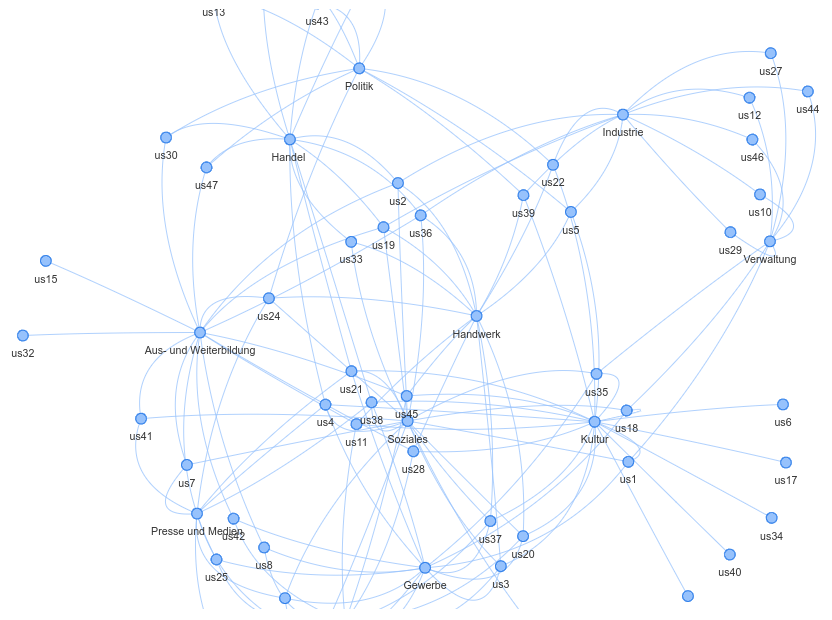 us13
us43
us27
Politik
us12
us44
Industrie
us46
us30
Handel
us47
us22
us2
us10
us39
us36
us5
us19
us29
us33
Verwaltung
us15
us24
Handwerk
us32
Aus- und Weiterbildung
us21
us35
us45
us4
us38
us6
us18
us41
us11
Soziales
Kultur
us28
us1
us7
us17
Presse und Medien
us42
us34
us37
us20
us8
us40
us25
Gewerbe
us3